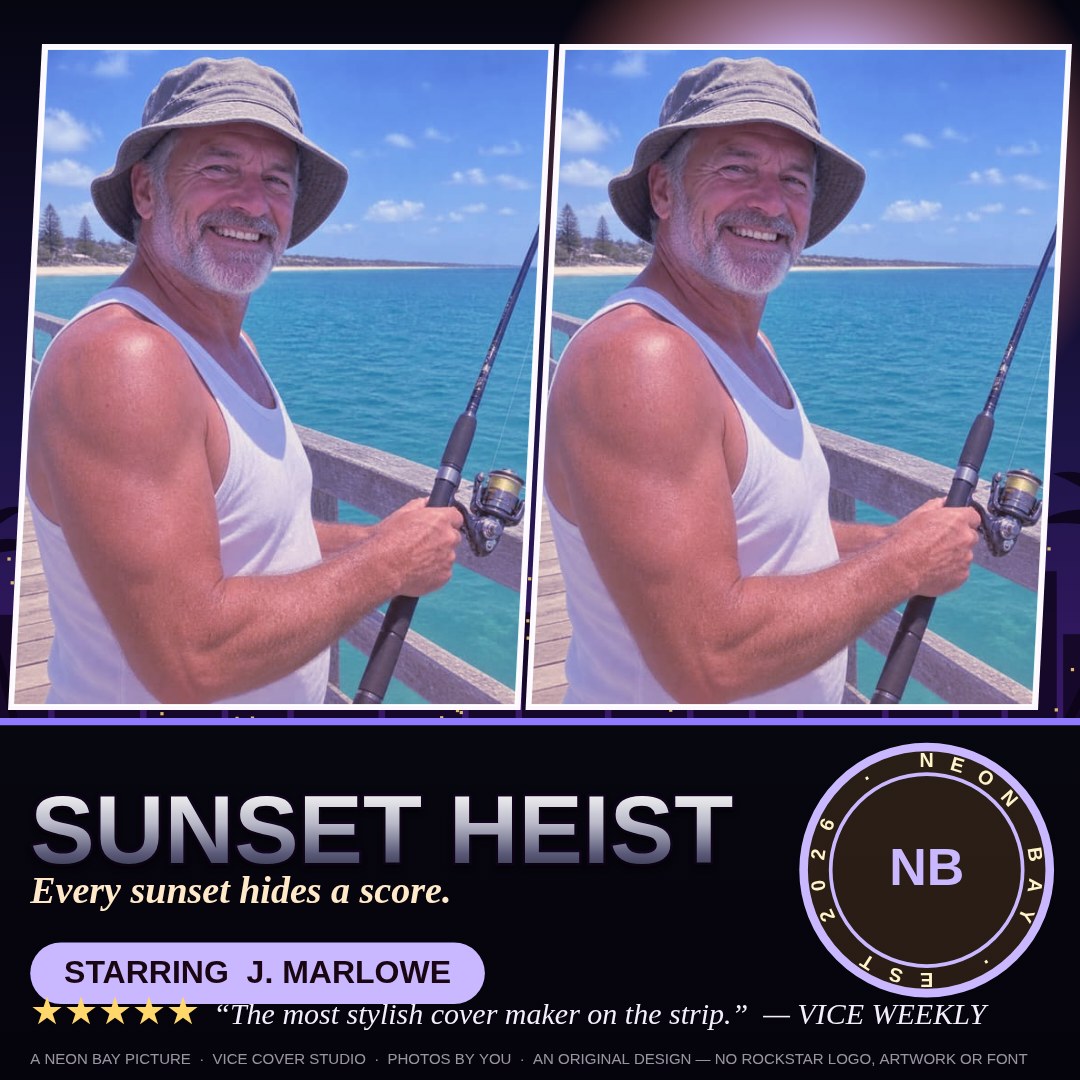 SUNSET HEIST
Every sunset hides a score.
NB
NEON BAY · EST 2026 ·
STARRING J. MARLOWE
★★★★★ “The most stylish cover maker on the strip.” — VICE WEEKLY
A NEON BAY PICTURE · VICE COVER STUDIO · PHOTOS BY YOU · AN ORIGINAL DESIGN — NO ROCKSTAR LOGO, ARTWORK OR FONT